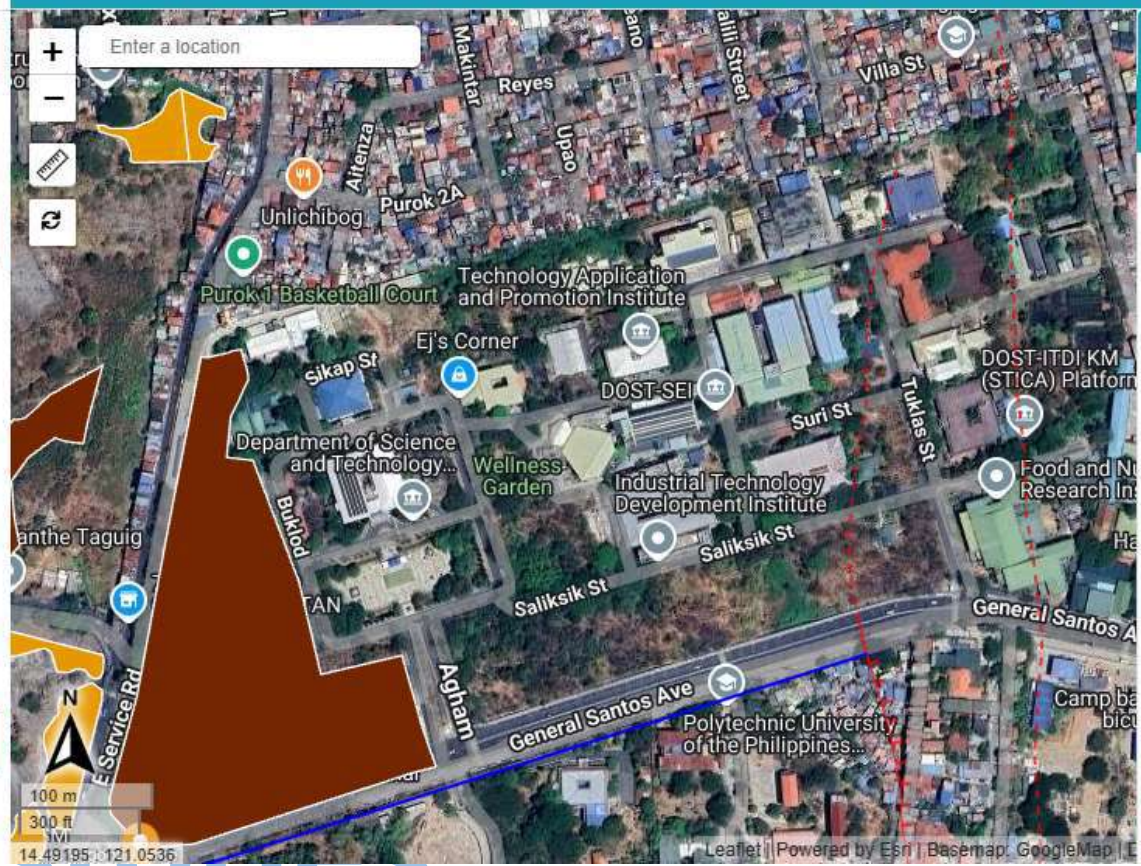 +
Enter a location
−
Makintar
Reyes
Villa St
Aitenza
Upao
Purok 2A
Unlichibog
Purok 1 Basketball Court
Technology Application
and Promotion Institute
Ej's Corner
Sikap St
DOST-SEI
DOST-ITDI KM
(STICA) Platform
Suri St
Tuklas St
Department of Science
and Technology...
Wellness
Garden
Industrial Technology
Development Institute
Food and Nu
Research In
Buklod
Saliksik St
anthe Taguig
TAN
Saliksik St
General Santos A
Agham
General Santos Ave
E Service Rd
N
Polytechnic University
of the Philippines...
Camp ba
bicu
100 m
300 ft
14.49195 : 121.0536
Leaflet | Powered by Esri | Basemap: GoogleMap |